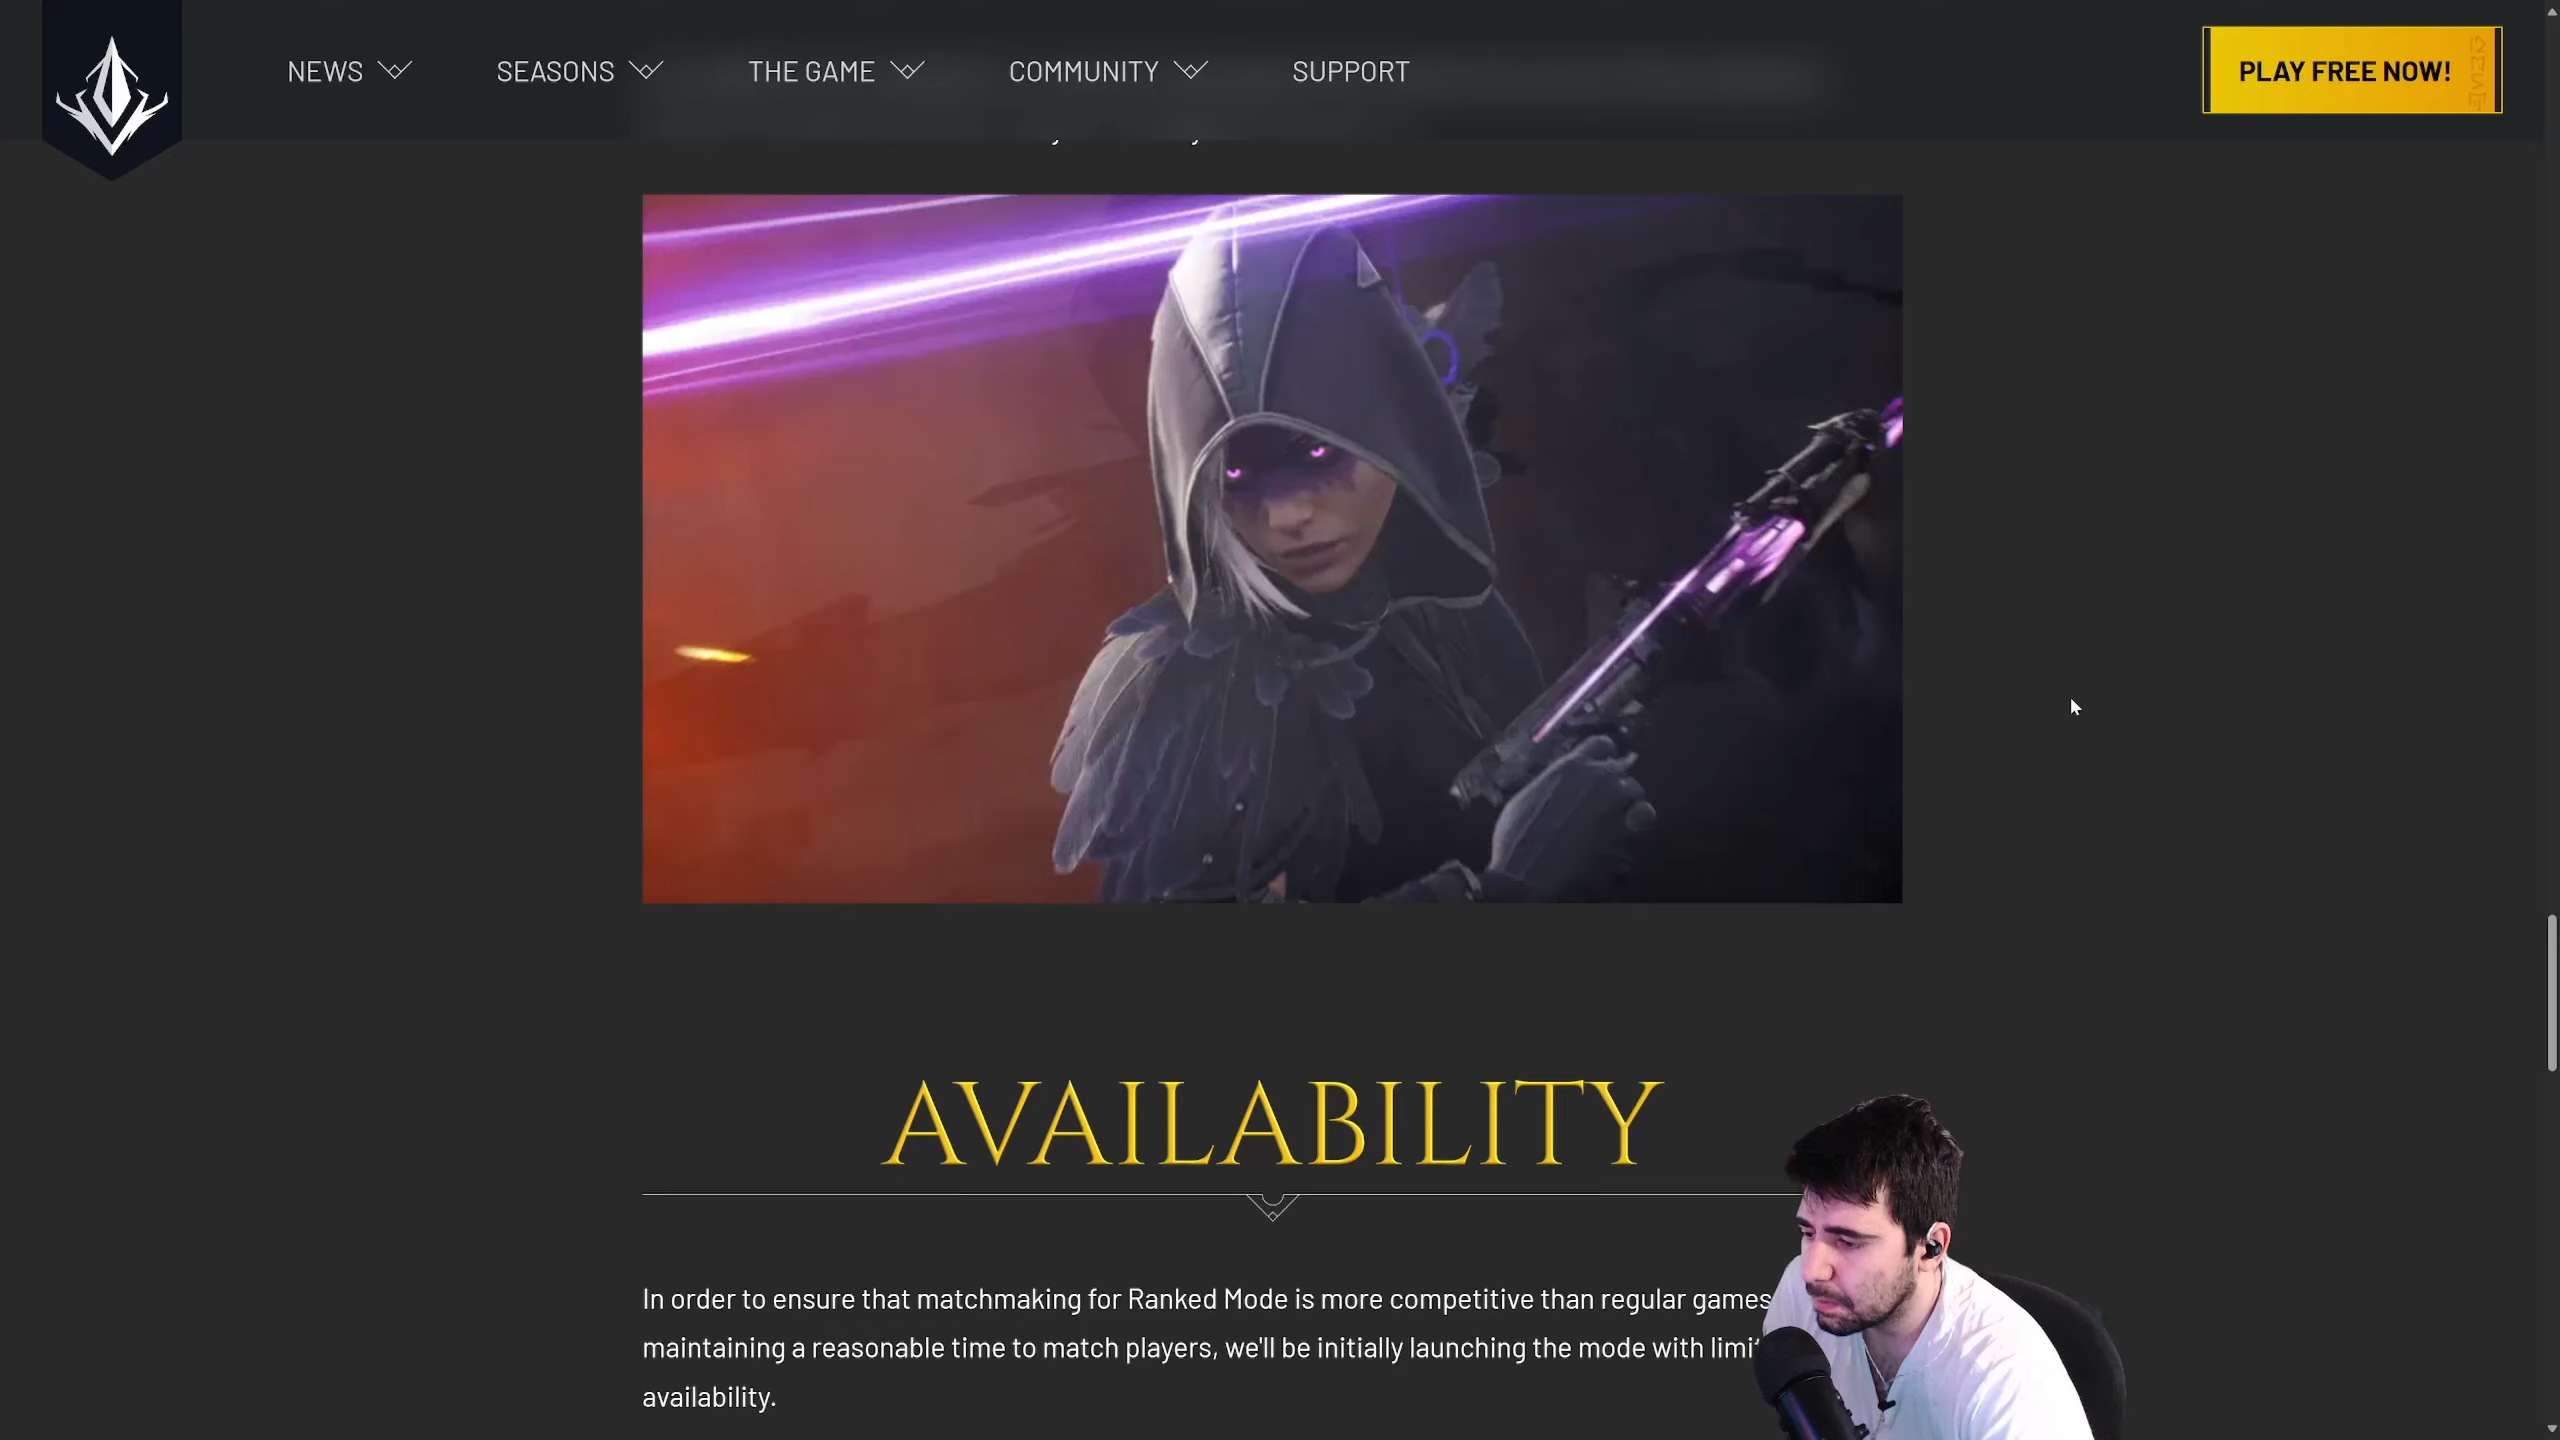 NEWS
SEASONS
THE GAME
COMMUNITY
SUPPORT
PLAY FREE NOW!
AVAILABILITY
In order to ensure that matchmaking for Ranked Mode is more competitive than regular games
maintaining a reasonable time to match players, we'll be initially launching the mode with
availability.